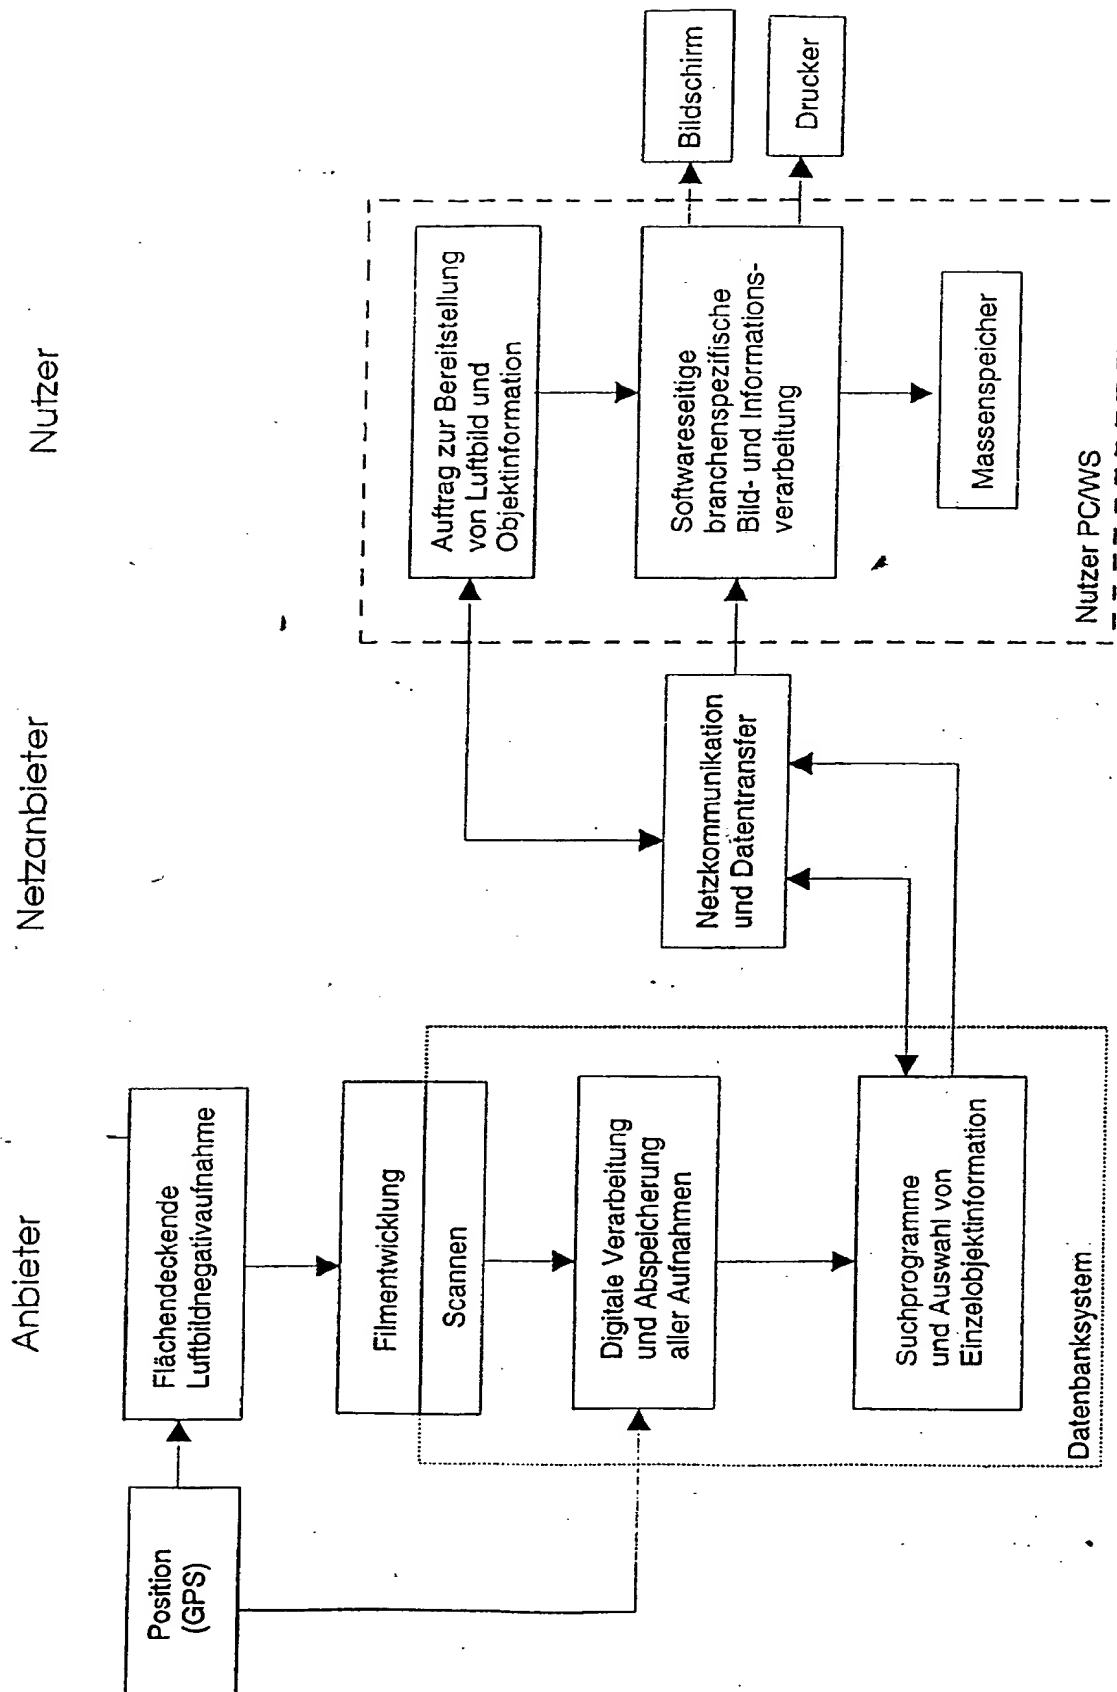 Anbieter
Netzanbieter
Nutzer
Position
(GPS)
Flächendeckende
Luftbildnegativaufnahme
Filmentwicklung
Scannen
Digitale Verarbeitung
und Abspeicherung
aller Aufnahmen
Suchprogramme
und Auswahl von
Einzelobjektinformation
Datenbanksystem
Netzkommunikation
und Datentransfer
Auftrag zur Bereitstellung
von Luftbild und
Objektinformation
Softwareseitige
branchenspezifische
Bild- und Informations-
verarbeitung
Massenspeicher
Nutzer PC/WS
Bildschirm
Drucker